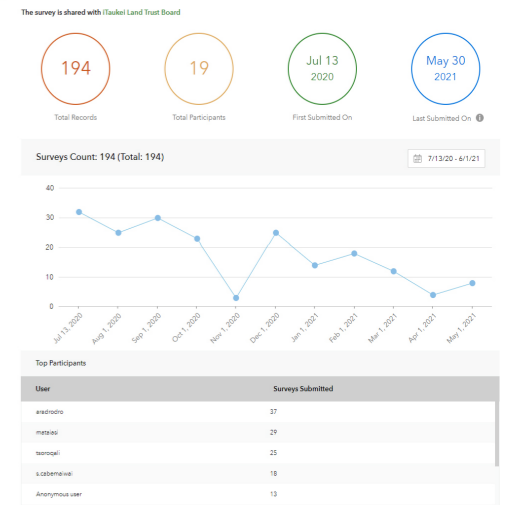 The survey is shared with iTaukei Land Trust Board
194
19
Jul 13
2020
May 30
2021
Total Records
Total Participants
First Submitted On
Last Submitted On
Surveys Count: 194 (Total: 194)
7/13/20 - 6/1/21
40
30
20
10
0
Jul 13, 2020
Aug 1, 2020
Sep 1, 2020
Oct 1, 2020
Nov 1, 2020
Dec 1, 2020
Jan 1, 2021
Feb 1, 2021
Mar 1, 2021
Apr 1, 2021
May 1, 2021
Top Participants
User Surveys Submitted
aradrodro 37
mataiasi 29
tsoroqali 25
s.cabemaiwai 18
Anonymous user 13